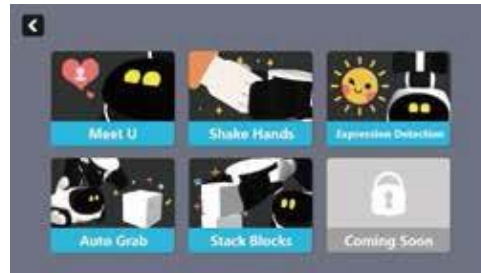 Meet U
Shake Hands
Expression Detection
Auto Grab
Stack Blocks
Coming Soon